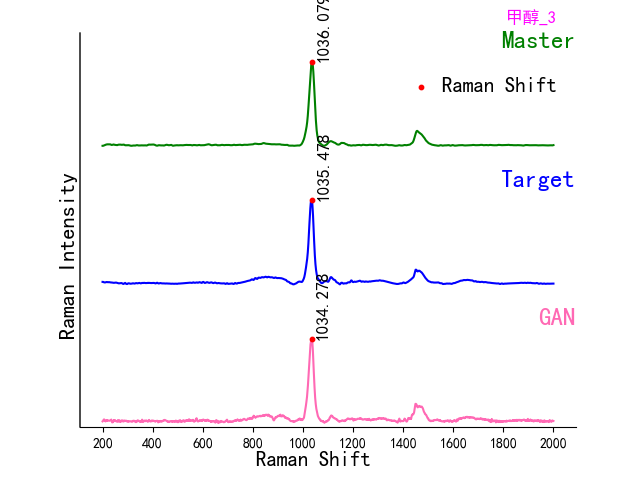 甲醇_3
Master
1036.079
Raman Shift
1035.478
Target
1034.278
GAN
Raman Intensity
200 400 600 800 1000 1200 1400 1600 1800 2000
Raman Shift